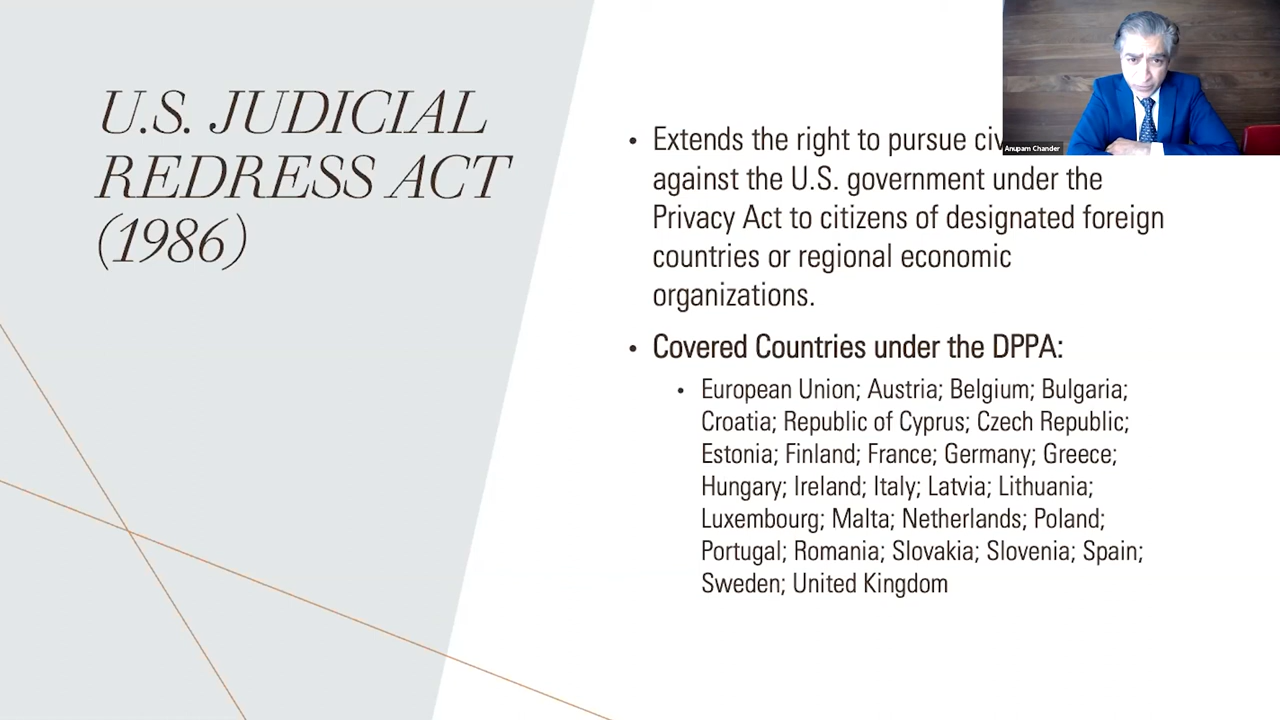 U.S. JUDICIAL
REDRESS ACT
(1986)
• Extends the right to pursue
against the U.S. government under the
Privacy Act to citizens of designated foreign
countries or regional economic
organizations.
• Covered Countries under the DPPA:
• European Union; Austria; Belgium; Bulgaria;
Croatia; Republic of Cyprus; Czech Republic;
Estonia; Finland; France; Germany; Greece;
Hungary; Ireland; Italy; Latvia; Lithuania;
Luxembourg; Malta; Netherlands; Poland;
Portugal; Romania; Slovakia; Slovenia; Spain;
Sweden; United Kingdom
Anupam Chander